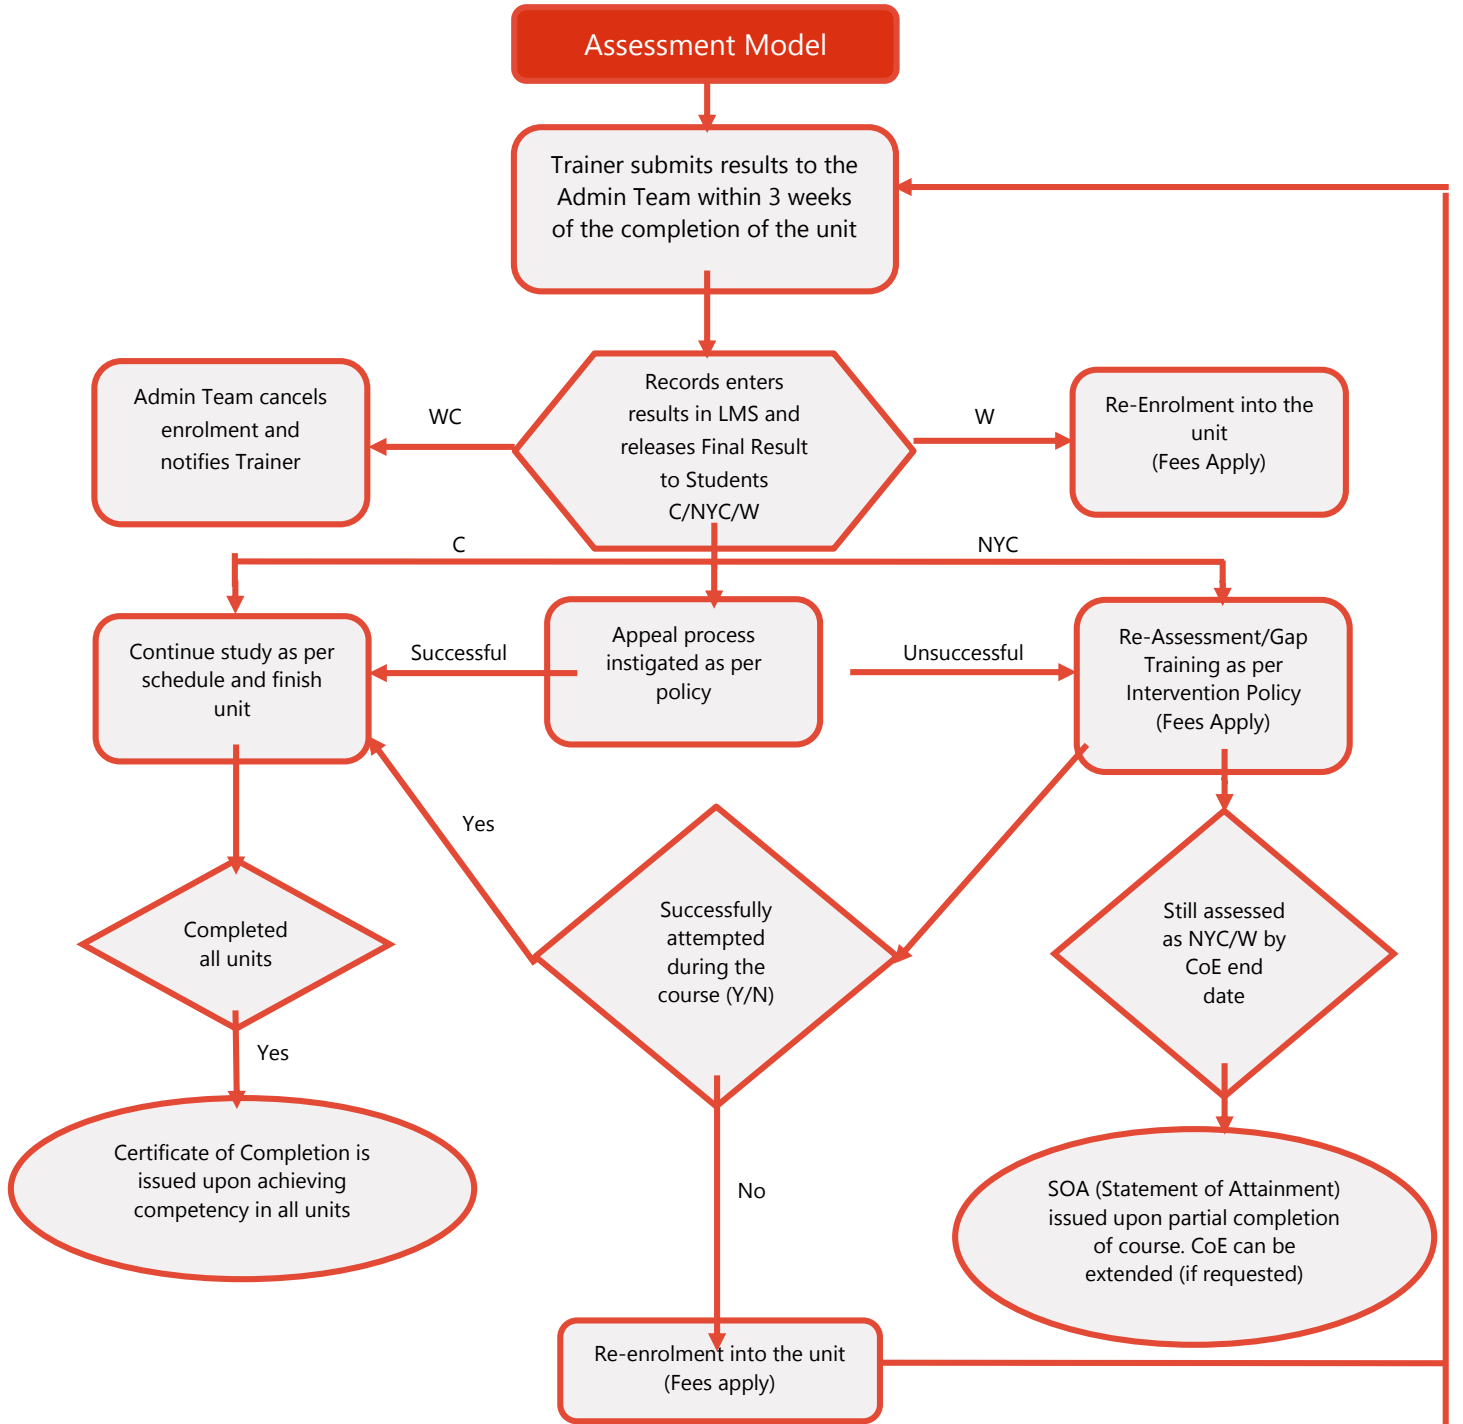 Assessment Model
Trainer submits results to the
Admin Team within 3 weeks
of the completion of the unit
Admin Team cancels
enrolment and
notifies Trainer
WC
Records enters
results in LMS and
releases Final Result
to Students
C/NYC/W
W
Re-Enrolment into the
unit
(Fees Apply)
C
NYC
Continue study as per
schedule and finish
unit
Successful
Appeal process
instigated as per
policy
Unsuccessful
Re-Assessment/Gap
Training as per
Intervention Policy
(Fees Apply)
Yes
Completed
all units
Successfully
attempted
during the
course (Y/N)
Still assessed
as NYC/W by
CoE end
date
Yes
Certificate of Completion is
issued upon achieving
competency in all units
No
SOA (Statement of Attainment)
issued upon partial completion
of course. CoE can be
extended (if requested)
Re-enrolment into the unit
(Fees apply)